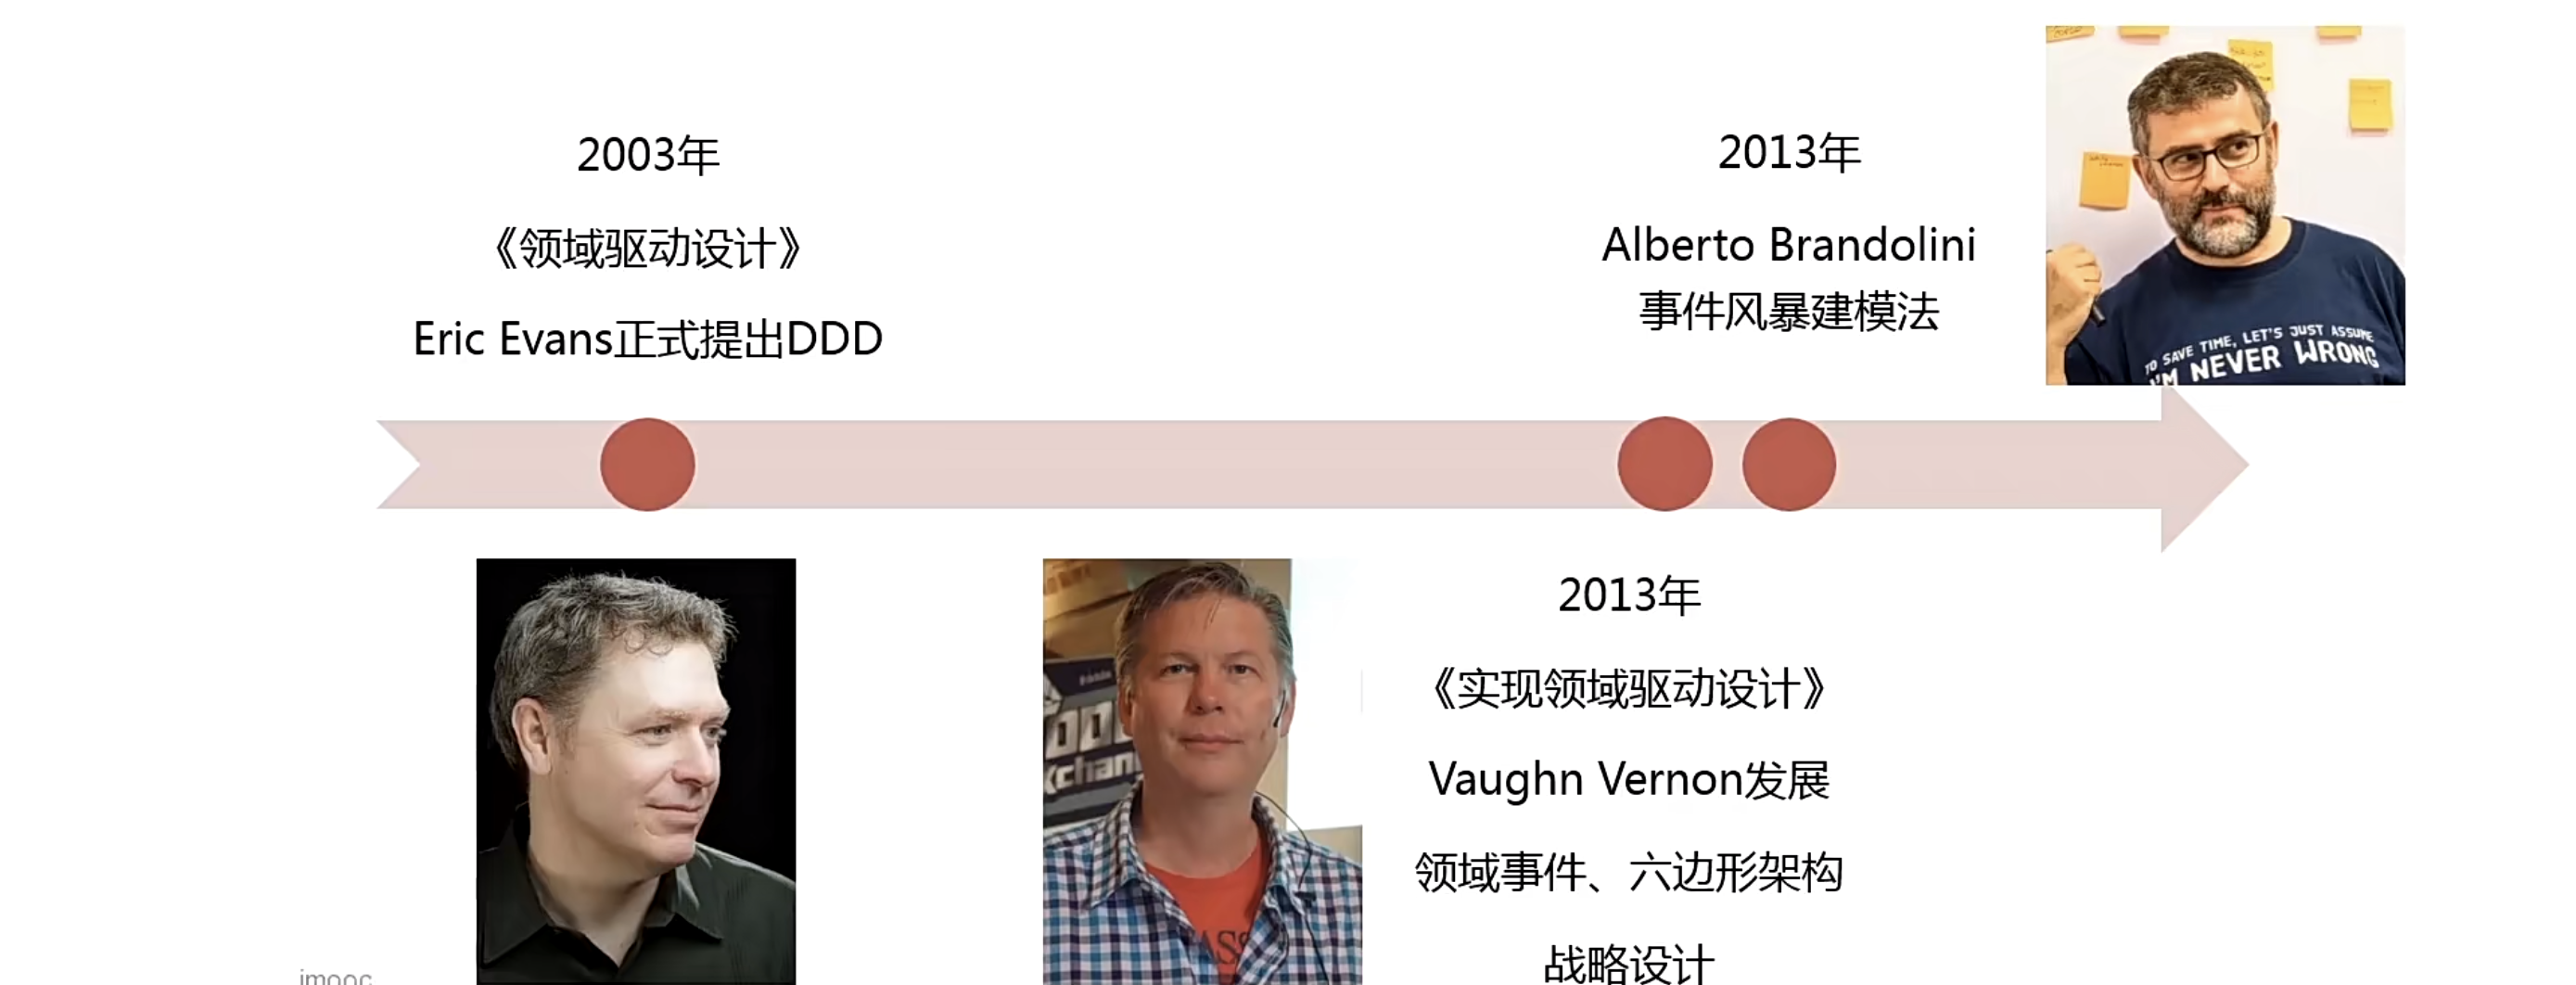 2003年
《领域驱动设计》
Eric Evans正式提出DDD
2013年
Alberto Brandolini
事件风暴建模法
TO SAVE TIME, LET'S JUST ASSUME
I'M NEVER WRONG
2013年
《实现领域驱动设计》
Vaughn Vernon发展
领域事件、六边形架构
战略设计
imooc